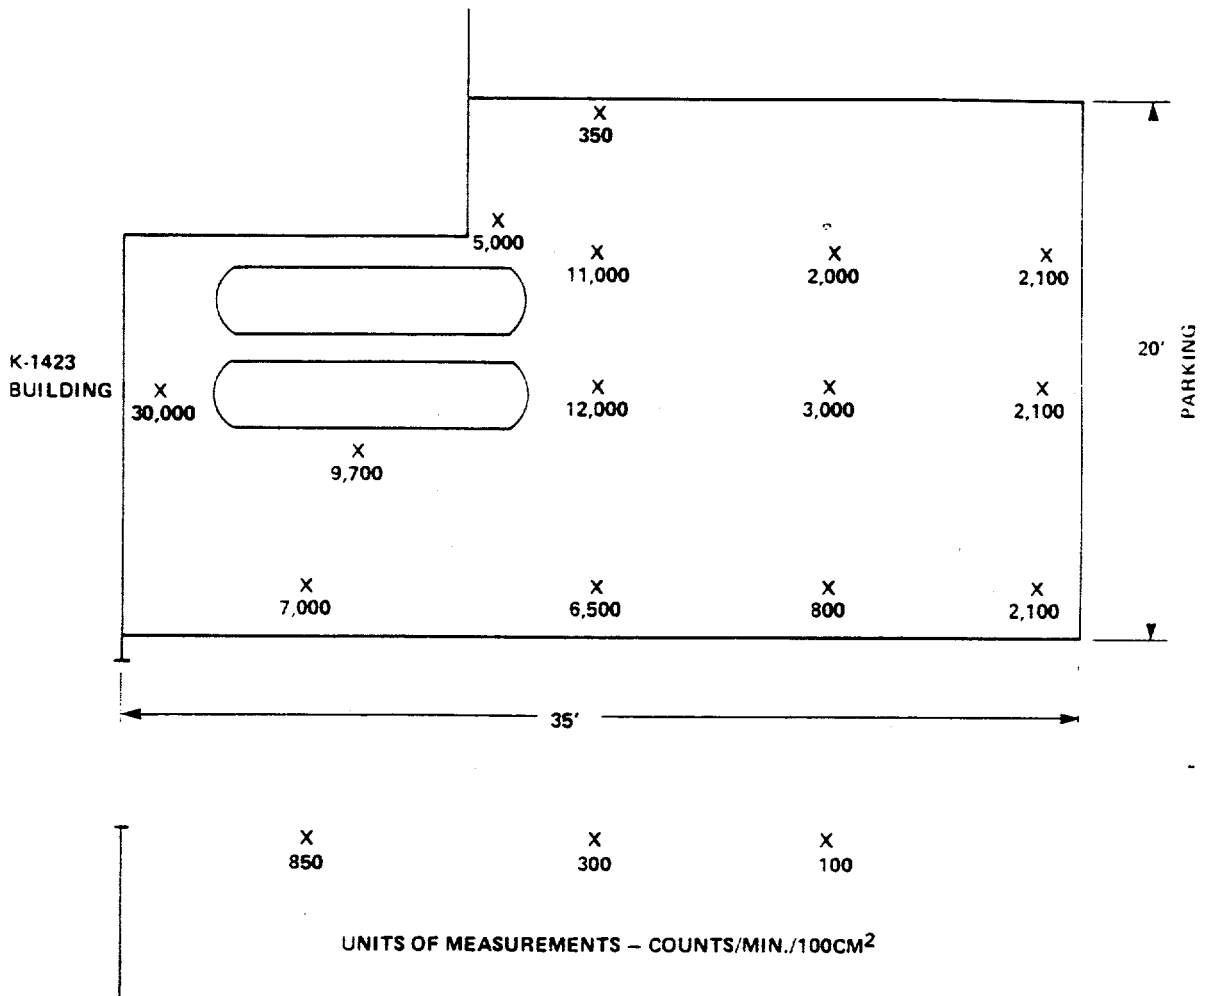 X
350
X
5,000
X
11,000
X
2,000
X
2,100
K-1423
BUILDING
20'
PARKING
X
30,000
X
12,000
X
3,000
X
2,100
X
9,700
X
7,000
X
6,500
X
800
X
2,100
35'
X
850
X
300
X
100
UNITS OF MEASUREMENTS – COUNTS/MIN./100CM²